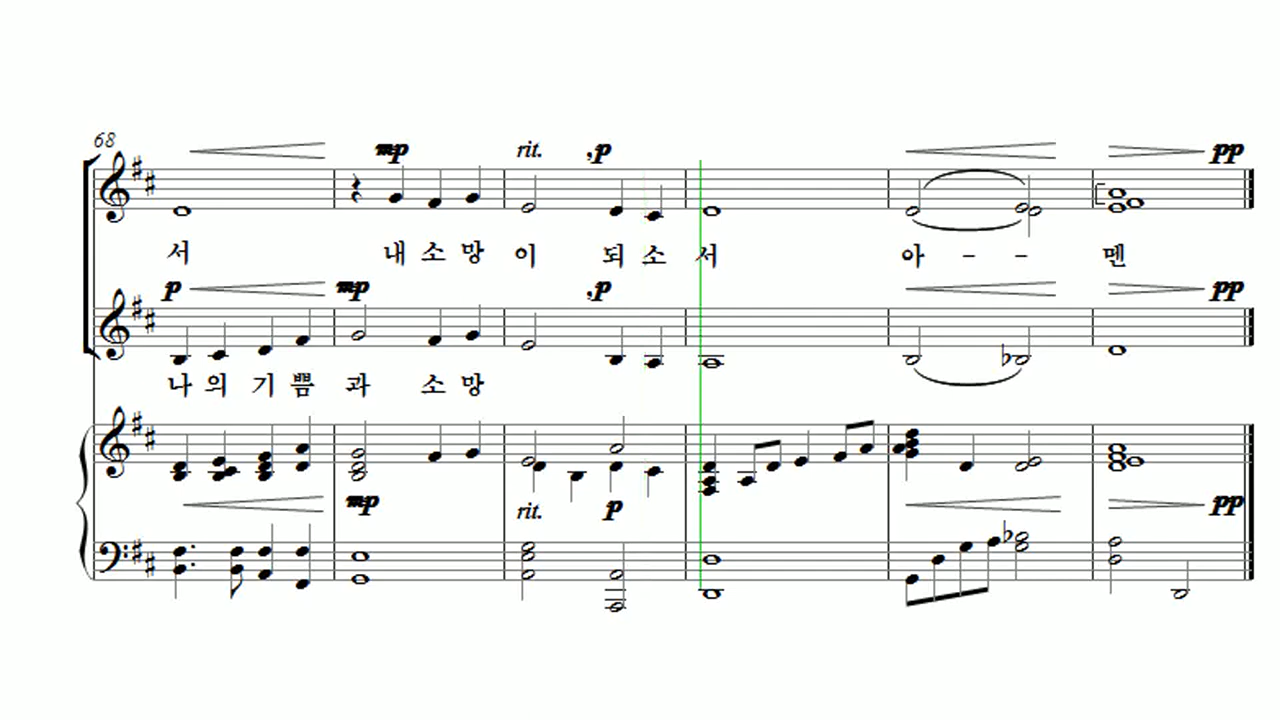 68
mp rit. ,p pp
서 내 소 망 이 되 소 서 아 - - 멘
p mp ,p pp
나 의 기 쁨 과 소 망
mp rit. p pp